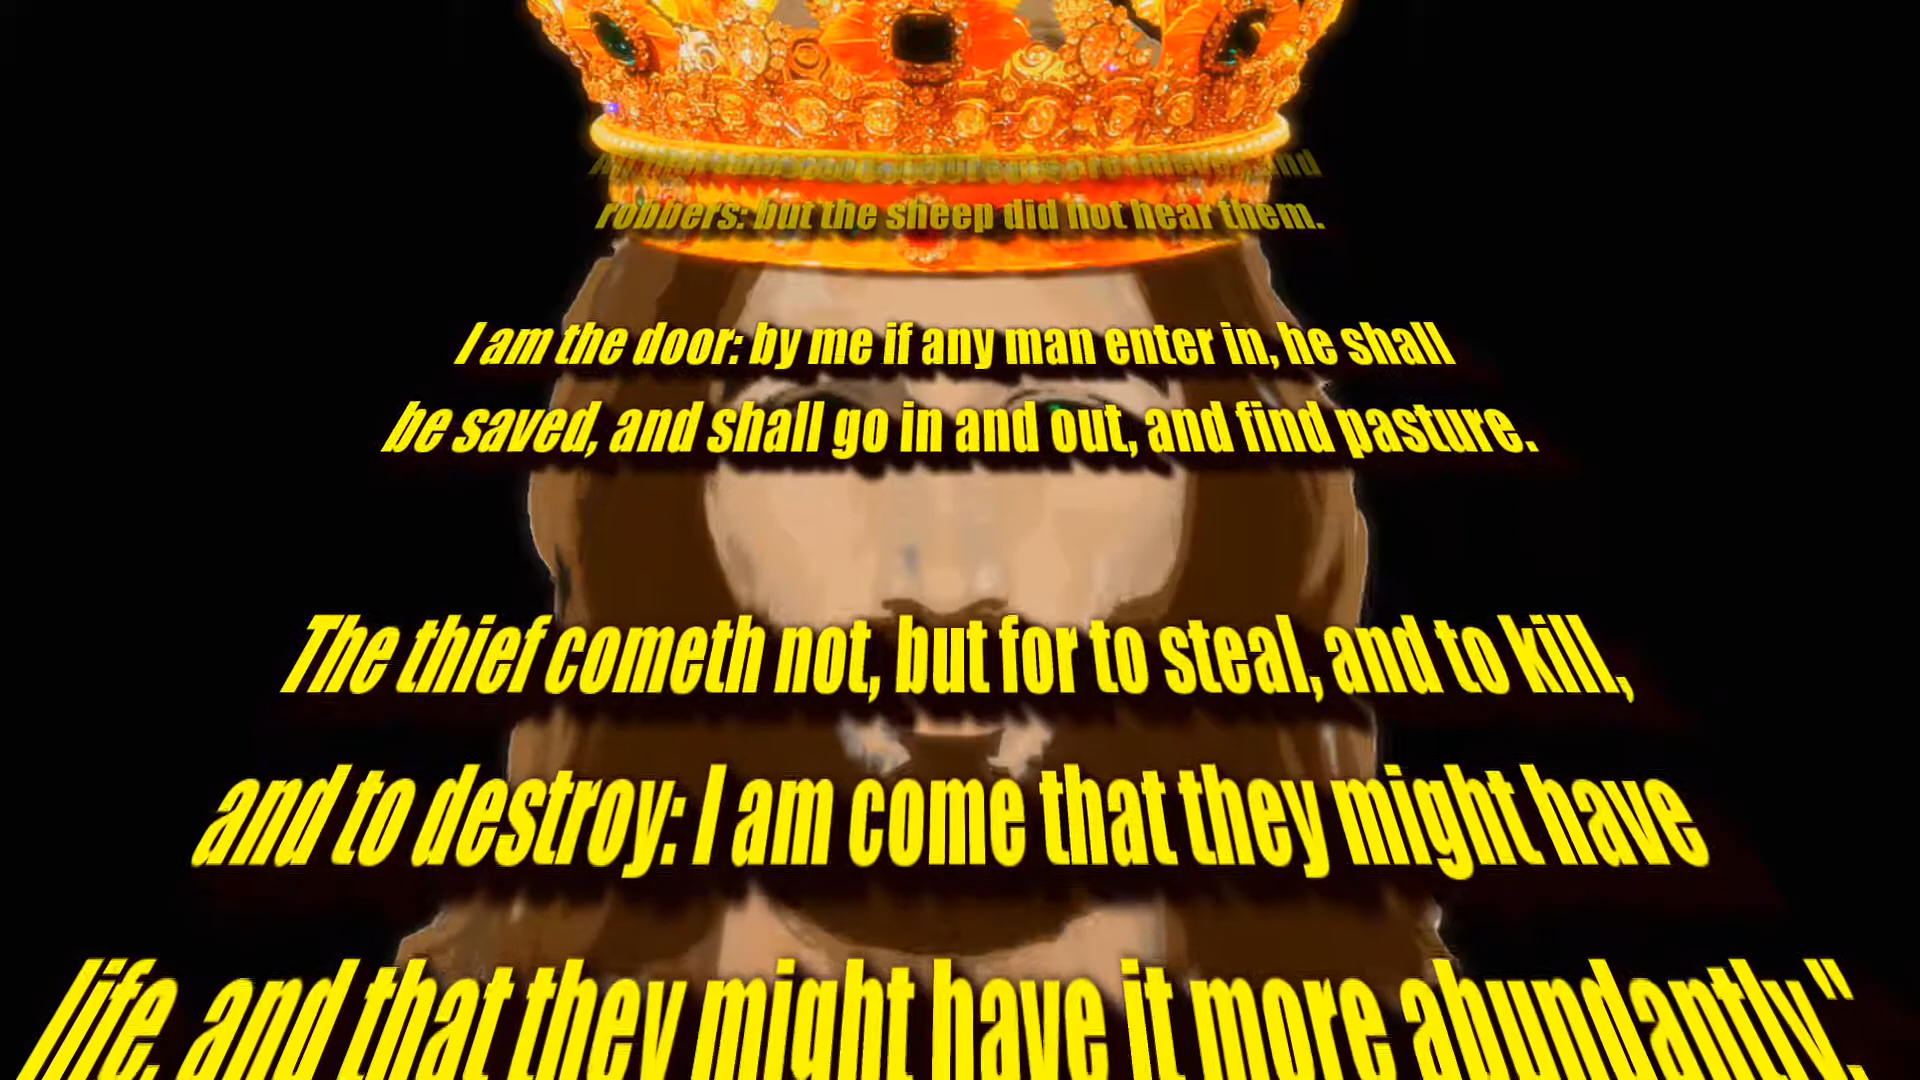 robbers: but the sheep did not hear them.
I am the door: by me if any man enter in, he shall
be saved, and shall go in and out, and find pasture.
The thief cometh not, but for to steal, and to kill,
and to destroy: I am come that they might have
life, and that they might have it more abundantly."